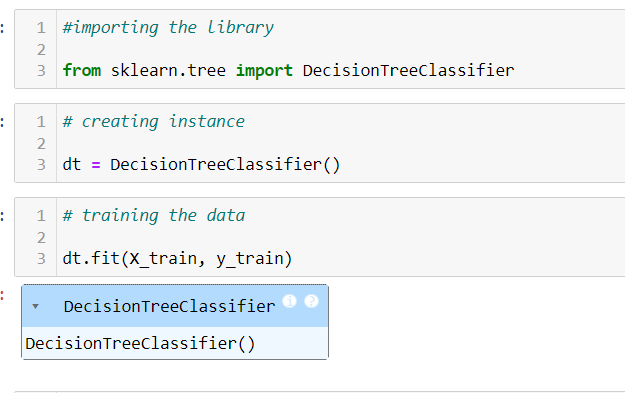 :
1 #importing the library
2
3 from sklearn.tree import DecisionTreeClassifier
:
1 # creating instance
2
3 dt = DecisionTreeClassifier()
:
1 # training the data
2
3 dt.fit(X_train, y_train)
:
▾ DecisionTreeClassifier i ?
DecisionTreeClassifier()